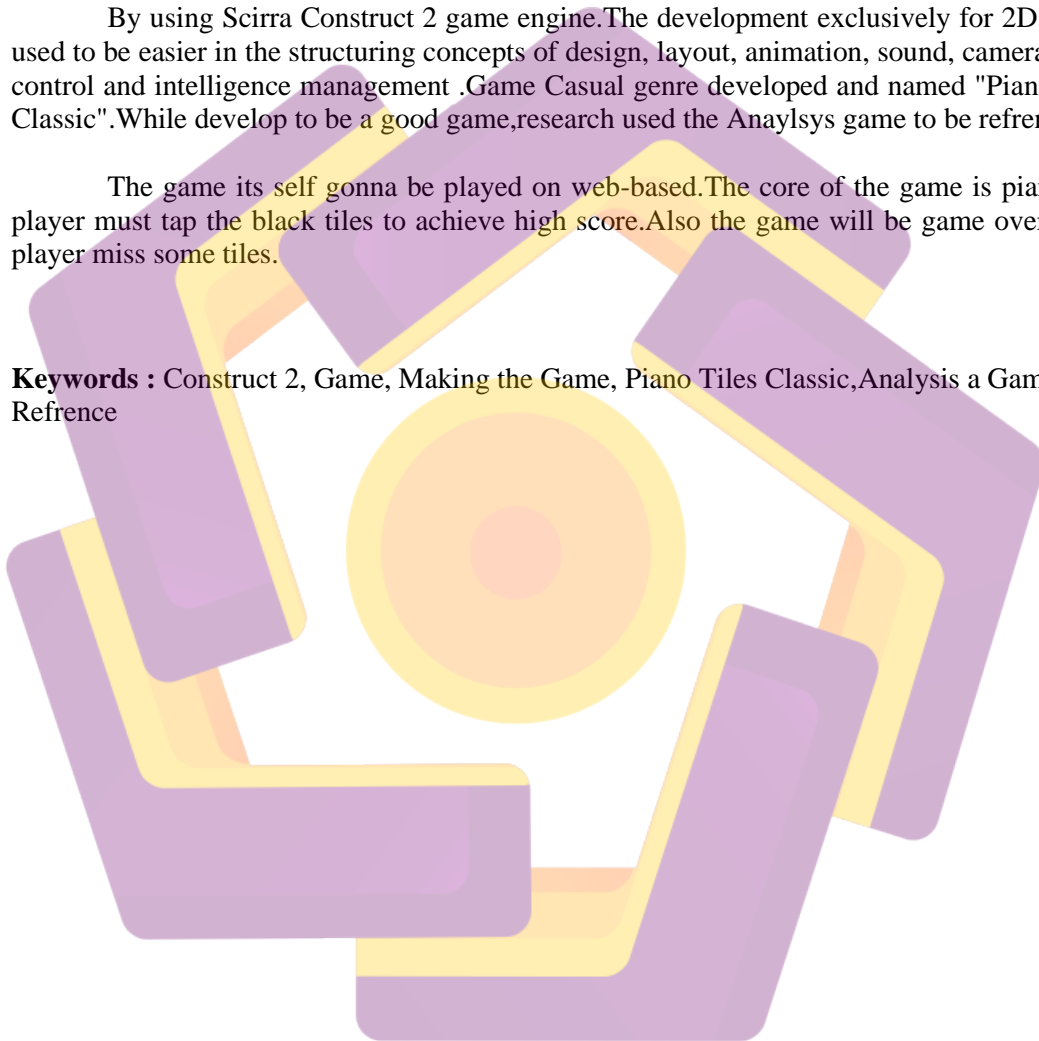 By using Scirra Construct 2 game engine.The development exclusively for 2D
used to be easier in the structuring concepts of design, layout, animation, sound, camera
control and intelligence management .Game Casual genre developed and named "Pian
Classic".While develop to be a good game,research used the Anaylsys game to be refren
The game its self gonna be played on web-based.The core of the game is pia
player must tap the black tiles to achieve high score.Also the game will be game over
player miss some tiles.
Keywords : Construct 2, Game, Making the Game, Piano Tiles Classic,Analysis a Gam
Refrence